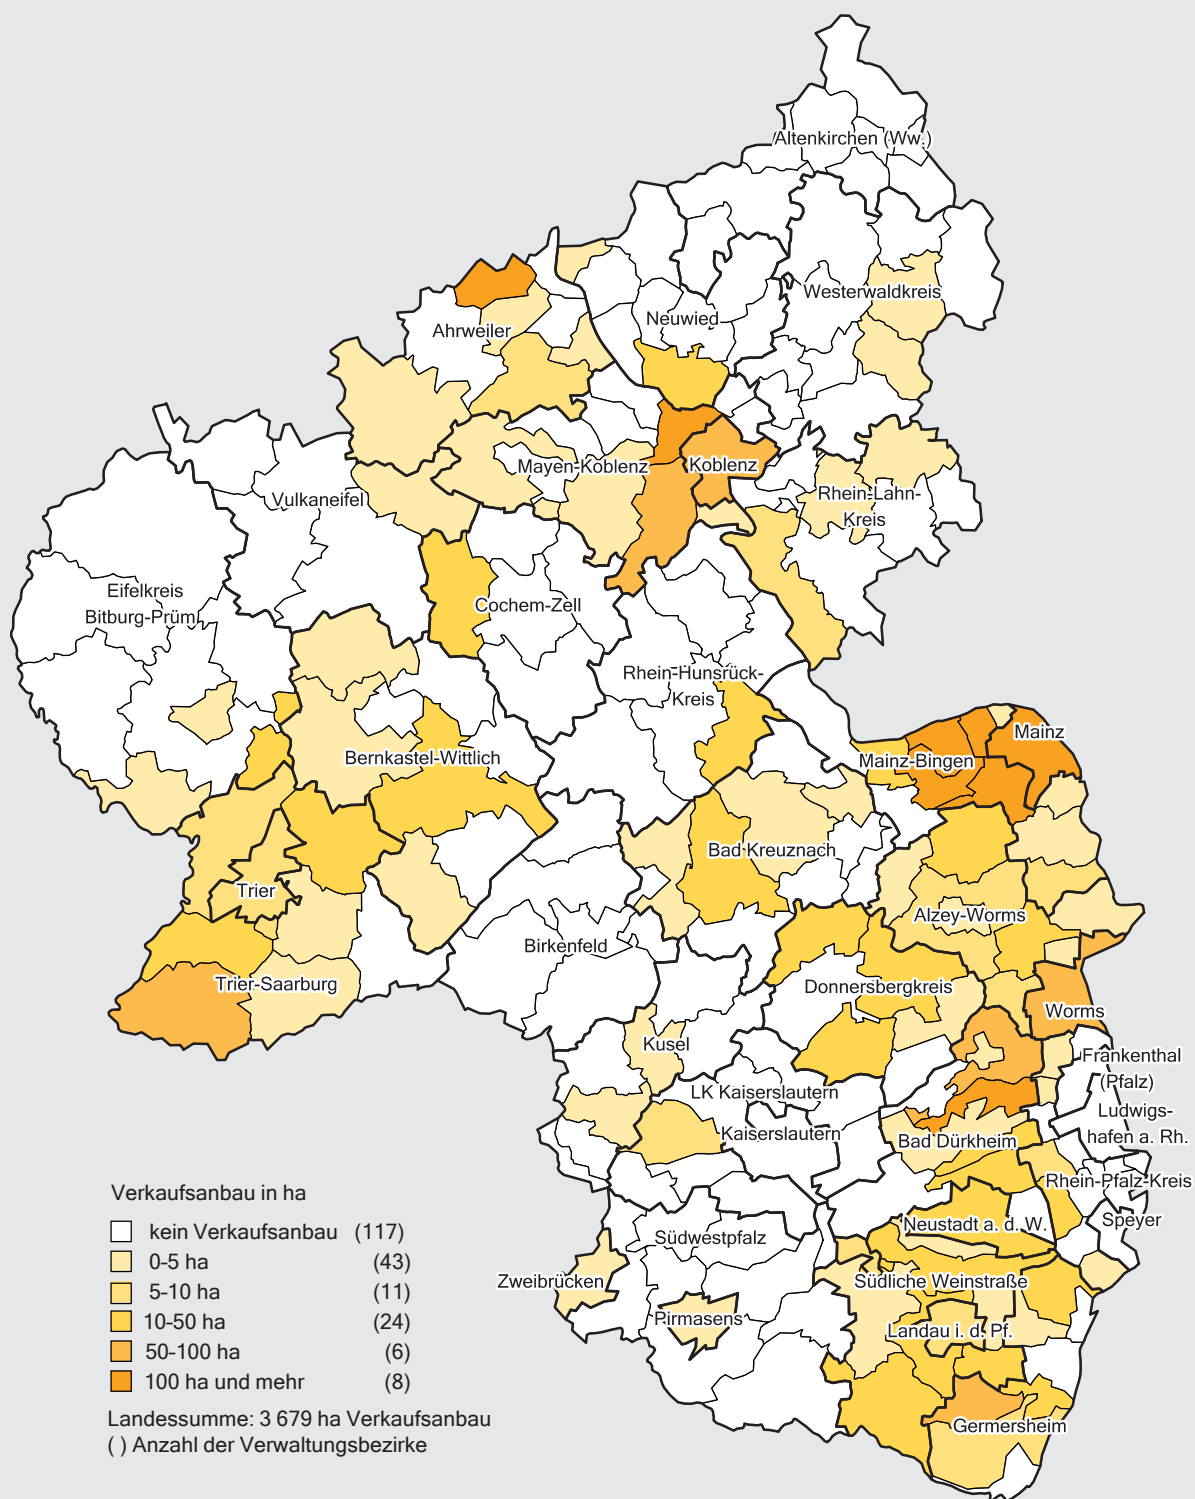 Altenkirchen (Ww.)
Westerwaldkreis
Neuwied
Ahrweiler
Mayen-Koblenz
Koblenz
Rhein-Lahn-
Kreis
Vulkaneifel
Eifelkreis
Bitburg-Prüm
Cochem-Zell
Rhein-Hunsrück-
Kreis
Mainz
Mainz-Bingen
Bernkastel-Wittlich
Bad Kreuznach
Trier
Alzey-Worms
Birkenfeld
Trier-Saarburg
Donnersbergkreis
Worms
Kusel
Frankenthal
(Pfalz)
LK Kaiserslautern
Ludwigs-
hafen a. Rh.
Kaiserslautern
Bad Dürkheim
Rhein-Pfalz-Kreis
Neustadt a. d. W.
Speyer
Südwestpfalz
Zweibrücken
Südliche Weinstraße
Pirmasens
Landau i. d. Pf.
Germersheim
Verkaufsanbau in ha
kein Verkaufsanbau (117)
0-5 ha (43)
5-10 ha (11)
10-50 ha (24)
50-100 ha (6)
100 ha und mehr (8)
Landessumme: 3 679 ha Verkaufsanbau
( ) Anzahl der Verwaltungsbezirke